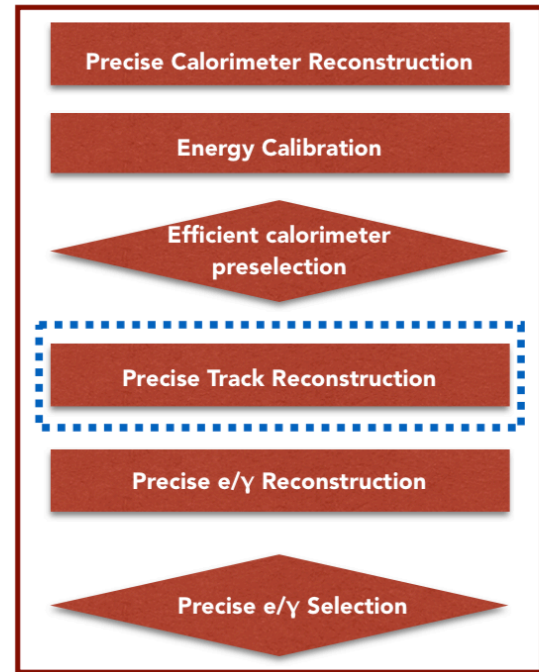 Precise Calorimeter Reconstruction
Energy Calibration
Efficient calorimeter
preselection
Precise Track Reconstruction
Precise e/γ Reconstruction
Precise e/γ Selection